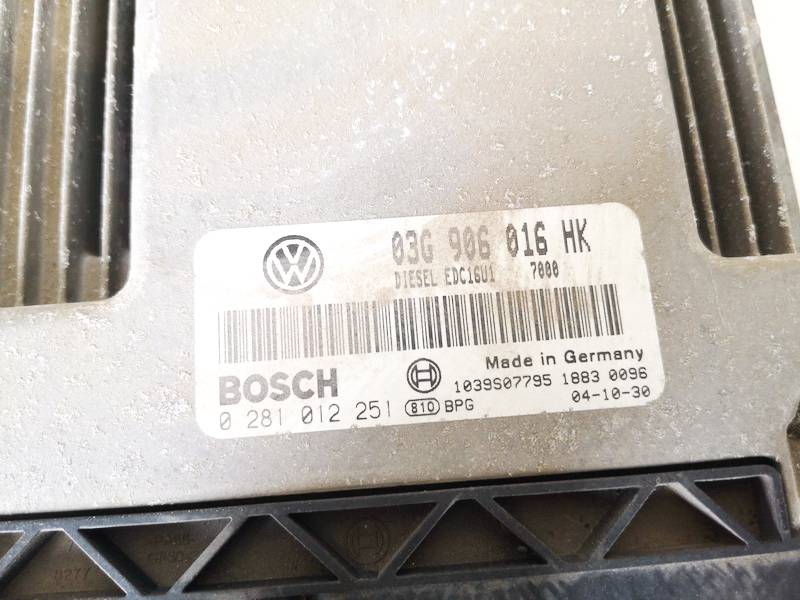 03G 906 016 HK
DIESEL EDC16U1 7000
Made in Germany
BOSCH
1039S07795 1883 0096
0 281 012 251 810 BPG 04-10-30
0277